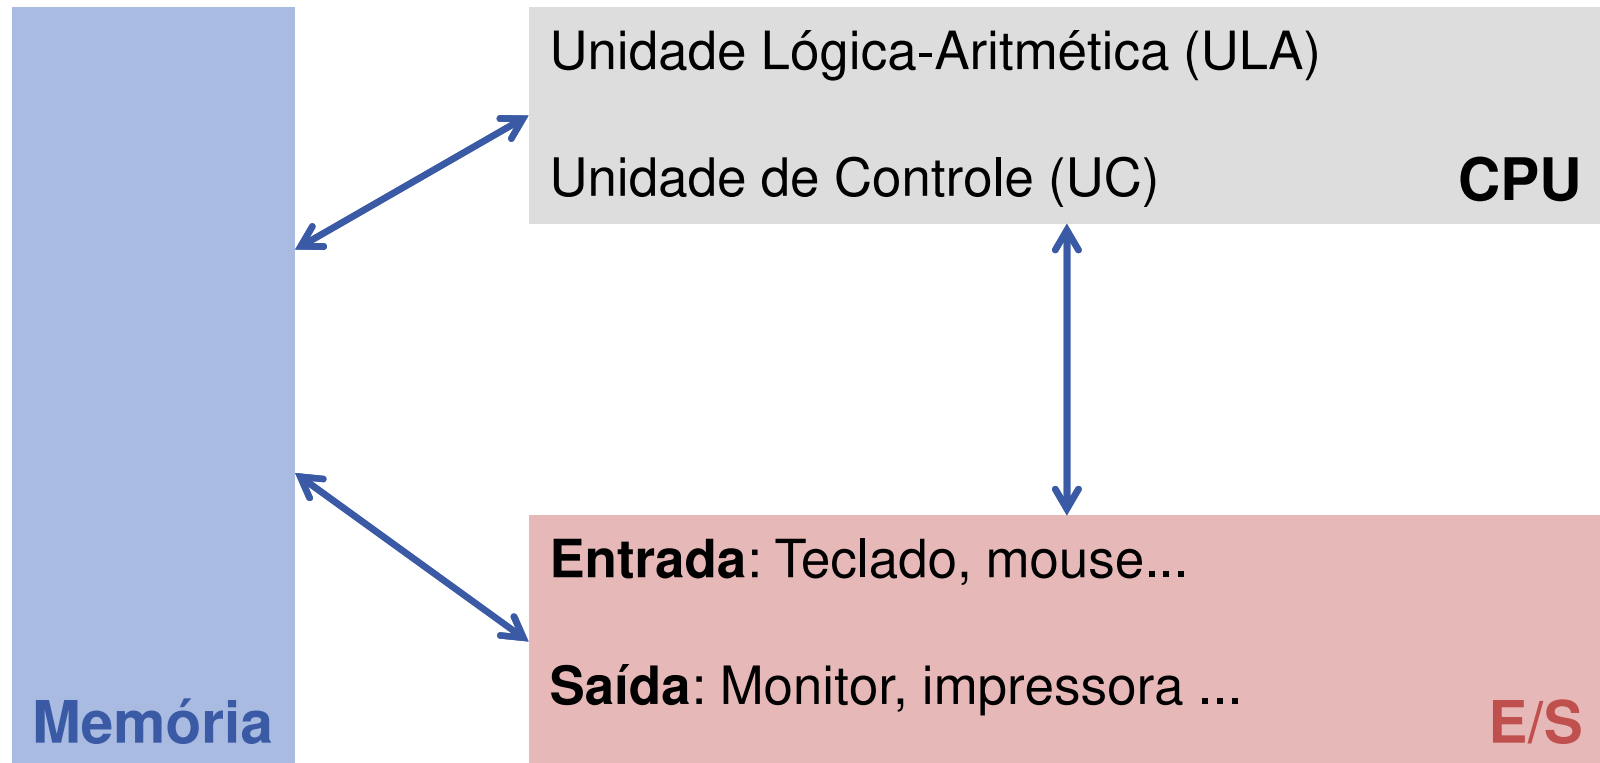 Unidade Lógica-Aritmética (ULA)
Unidade de Controle (UC)
CPU
Entrada: Teclado, mouse...
Saída: Monitor, impressora ...
Memória
E/S